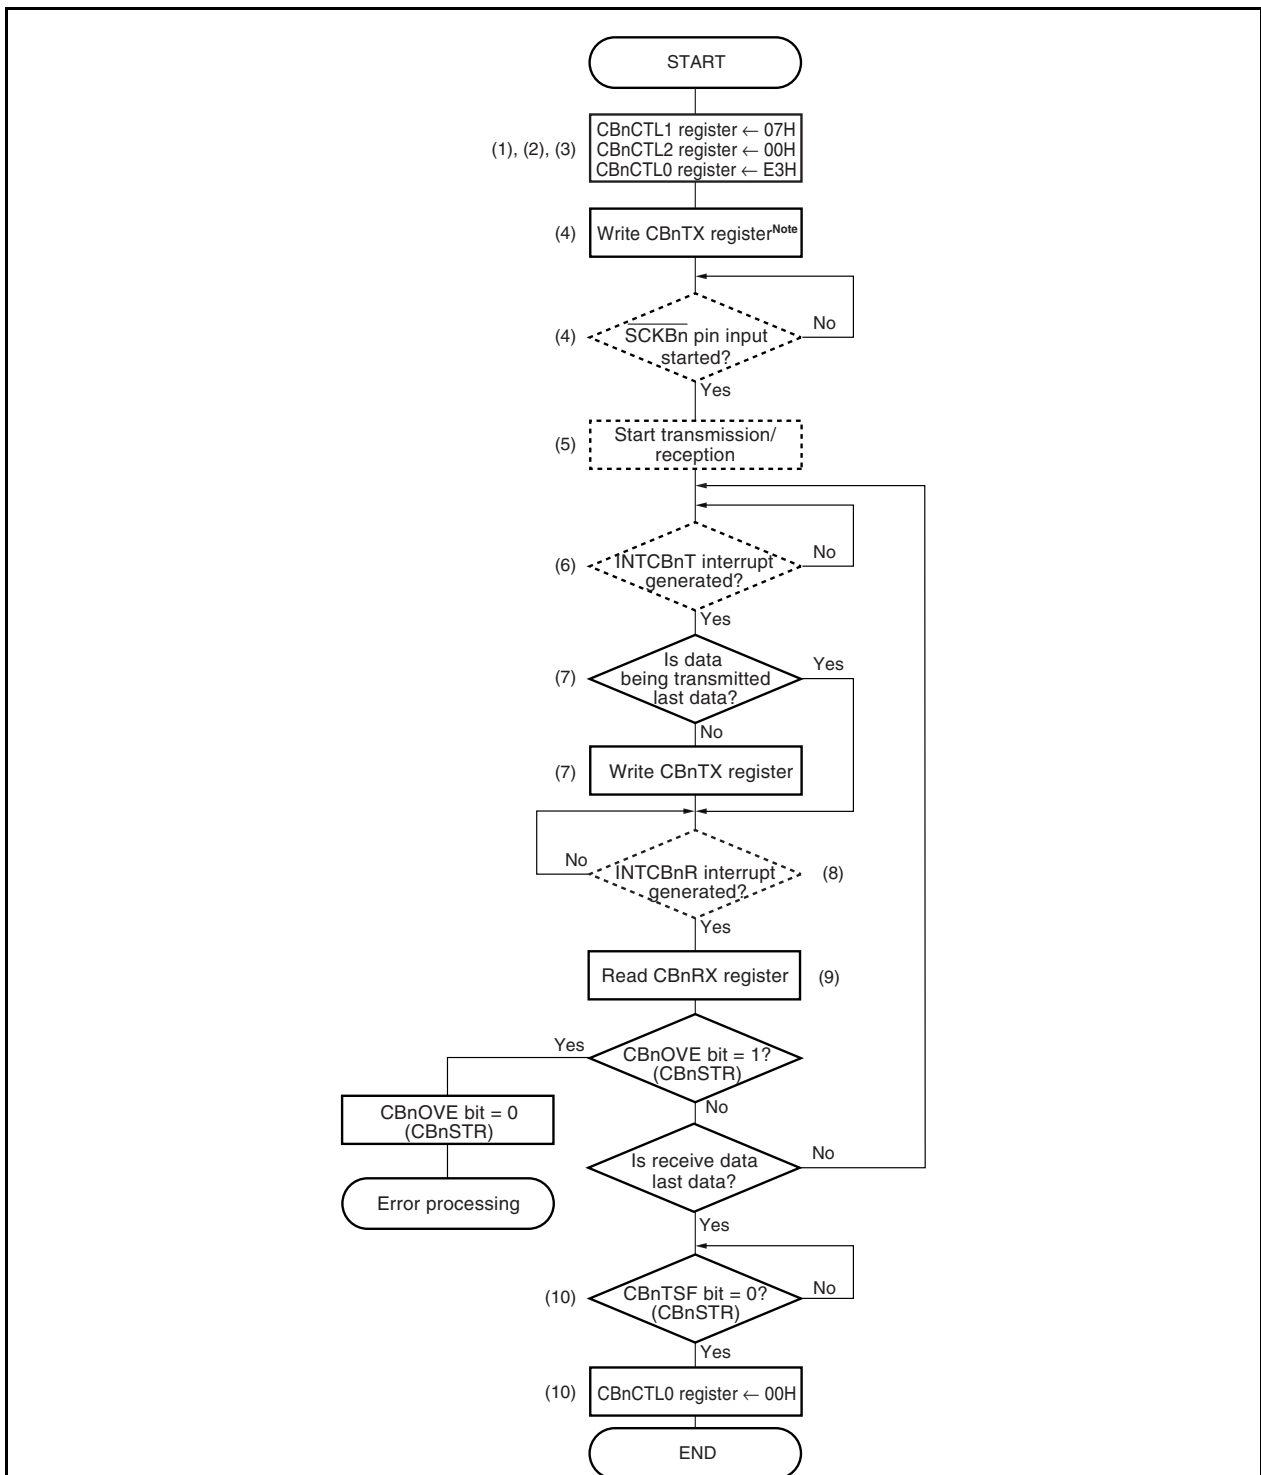 START
(1), (2), (3)
CBnCTL1 register ← 07H
CBnCTL2 register ← 00H
CBnCTL0 register ← E3H
(4)
Write CBnTX registerNote
(4)
SCKBn pin input
started?
No
Yes
(5)
Start transmission/
reception
(6)
INTCBnT interrupt
generated?
No
Yes
(7)
Is data
being transmitted
last data?
Yes
No
(7)
Write CBnTX register
No
INTCBnR interrupt
generated?
(8)
Yes
Read CBnRX register
(9)
Yes
CBnOVE bit = 1?
(CBnSTR)
No
CBnOVE bit = 0
(CBnSTR)
Is receive data
last data?
No
Error processing
Yes
(10)
CBnTSF bit = 0?
(CBnSTR)
No
Yes
(10)
CBnCTL0 register ← 00H
END